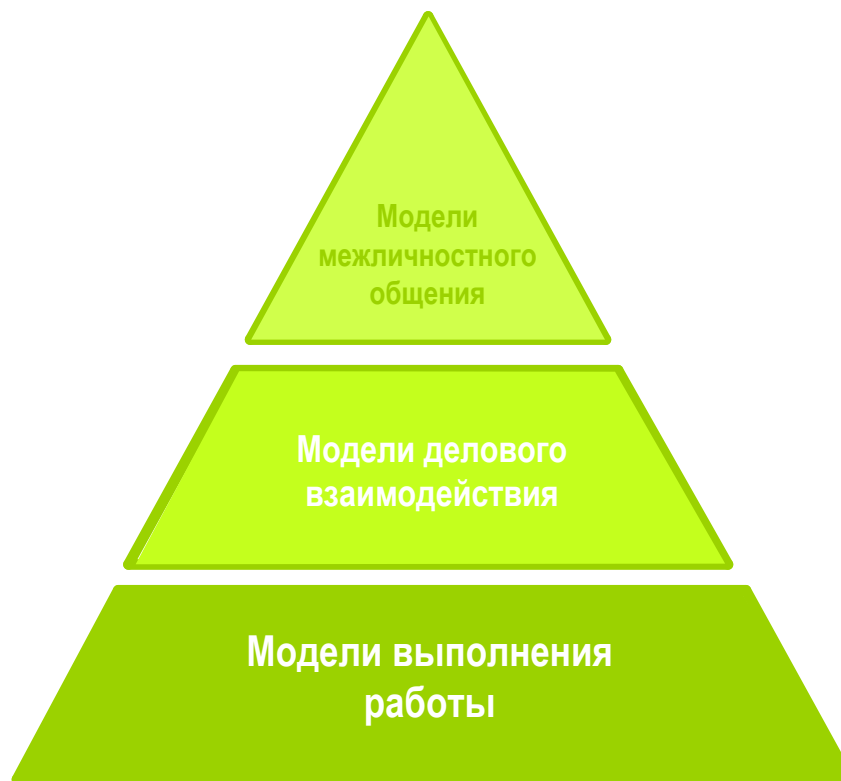 Модели
межличностного
общения
Модели делового
взаимодействия
Модели выполнения
работы